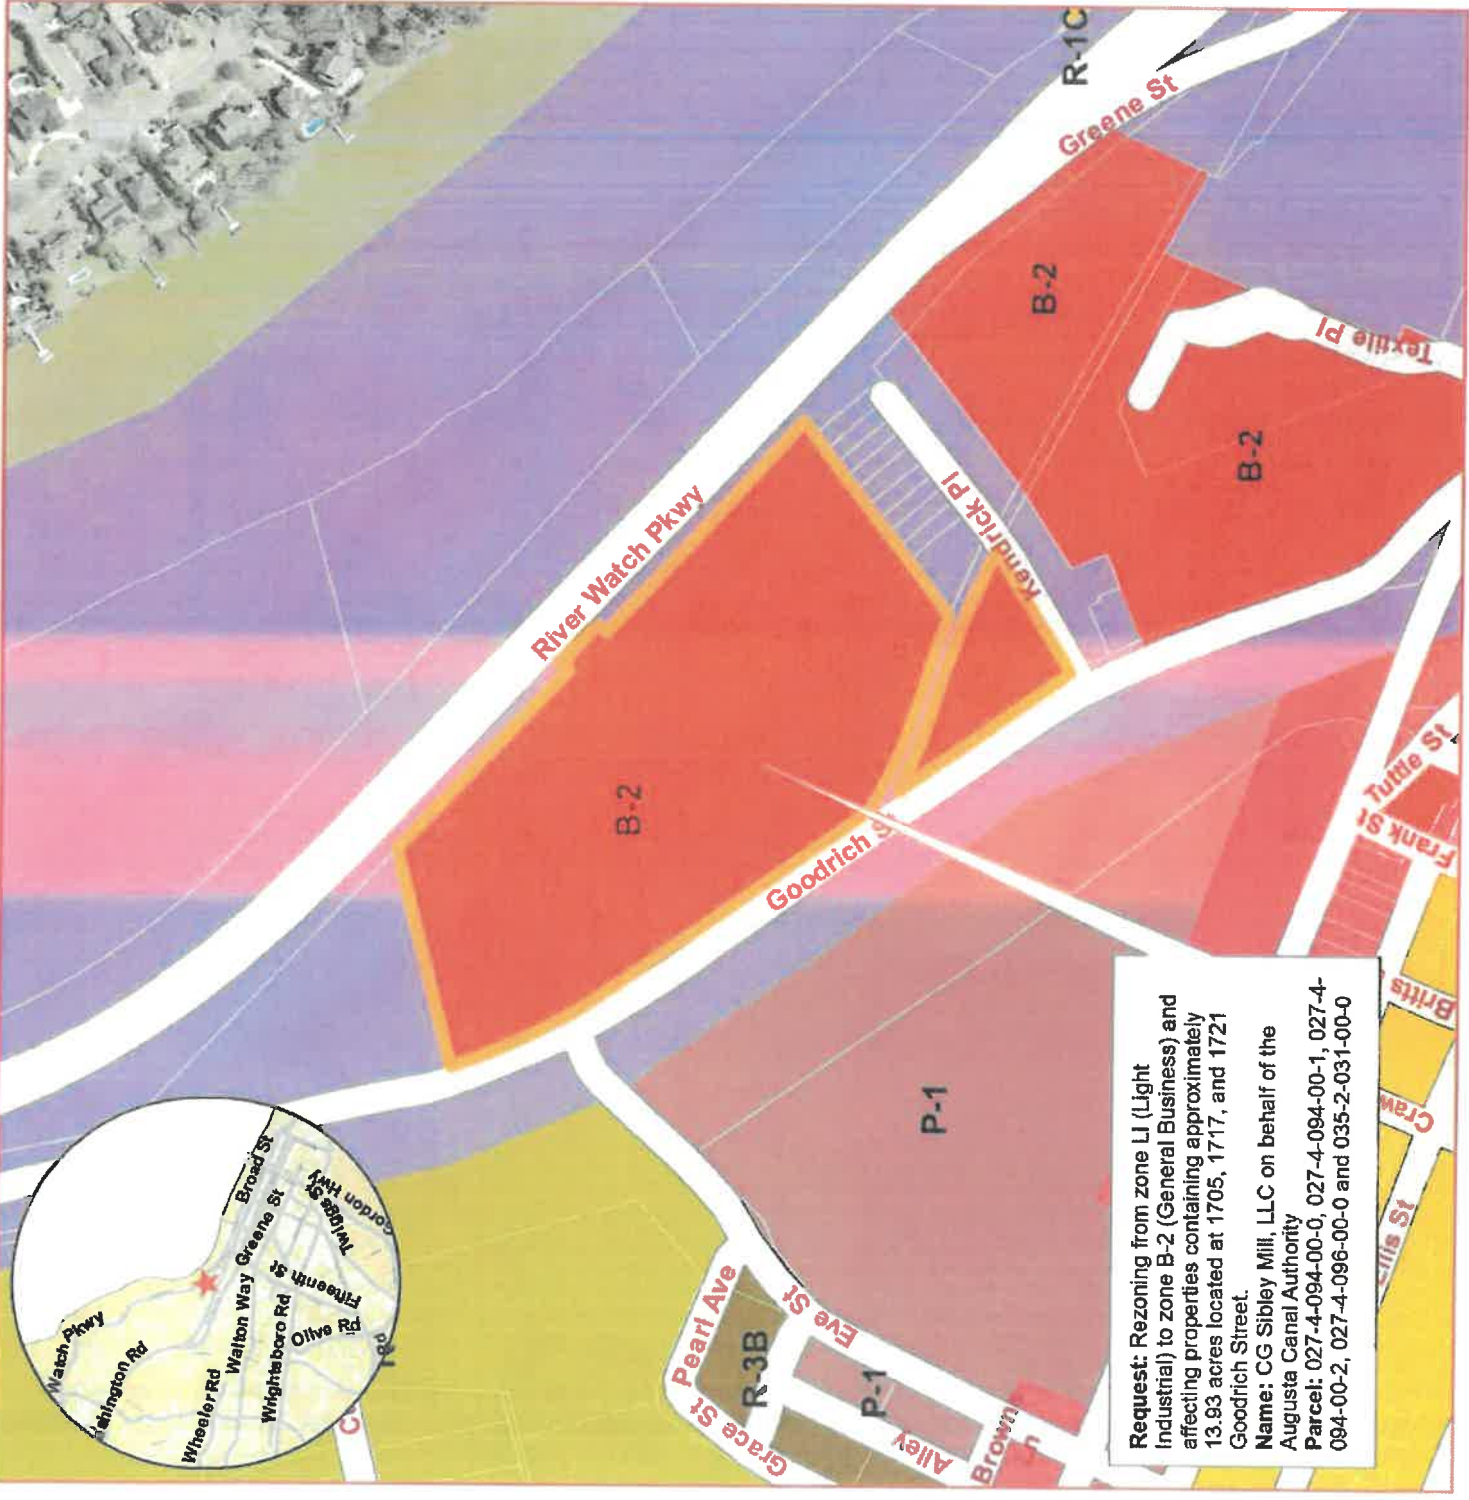 Watch Pkwy
Washington Rd
Wheeler Rd
Walton Way
Wrightsboro Rd
Olive Rd
Broad St
Greene St
Fifteenth St
Twiggs St
Gordon Hwy
River Watch Pkwy
Greene St
R-1C
B-2
B-2
B-2
Textile Pl
Kendrick Pl
Goodrich St
P-1
Pearl Ave
R-3B
Grace St
Eve St
P-1
Alley
Brown
Ln
Tuttle St
Frank St
Britts
Craw
Ellis St
Request: Rezoning from zone LI (Light
Industrial) to zone B-2 (General Business) and
affecting properties containing approximately
13.93 acres located at 1705, 1717, and 1721
Goodrich Street.
Name: CG Sibley Mill, LLC on behalf of the
Augusta Canal Authority
Parcel: 027-4-094-00-0, 027-4-094-00-1, 027-4-
094-00-2, 027-4-096-00-0 and 035-2-031-00-0